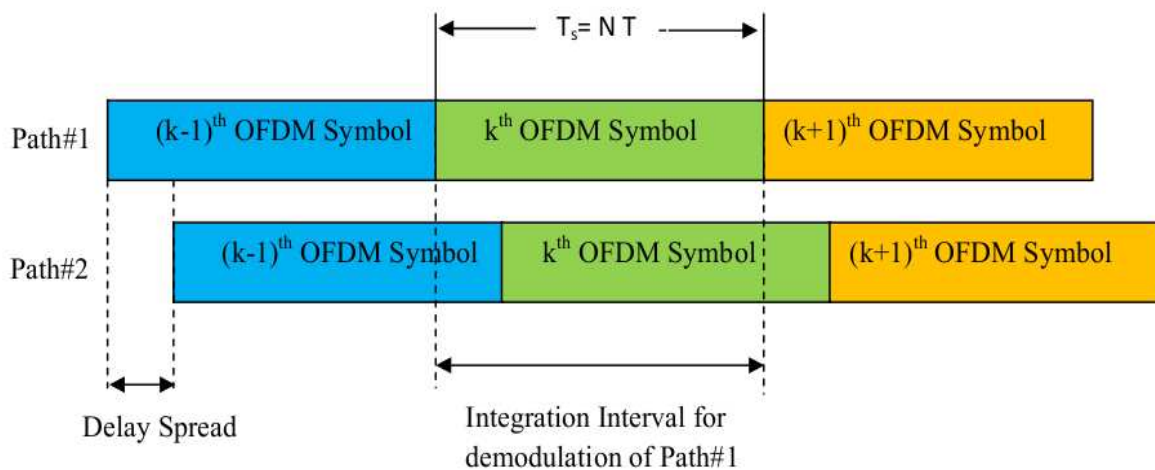 Tₛ= N T
Path#1
(k-1)ᵗʰ OFDM Symbol
kᵗʰ OFDM Symbol
(k+1)ᵗʰ OFDM Symbol
Path#2
(k-1)ᵗʰ OFDM Symbol
kᵗʰ OFDM Symbol
(k+1)ᵗʰ OFDM Symbol
Delay Spread
Integration Interval for
demodulation of Path#1